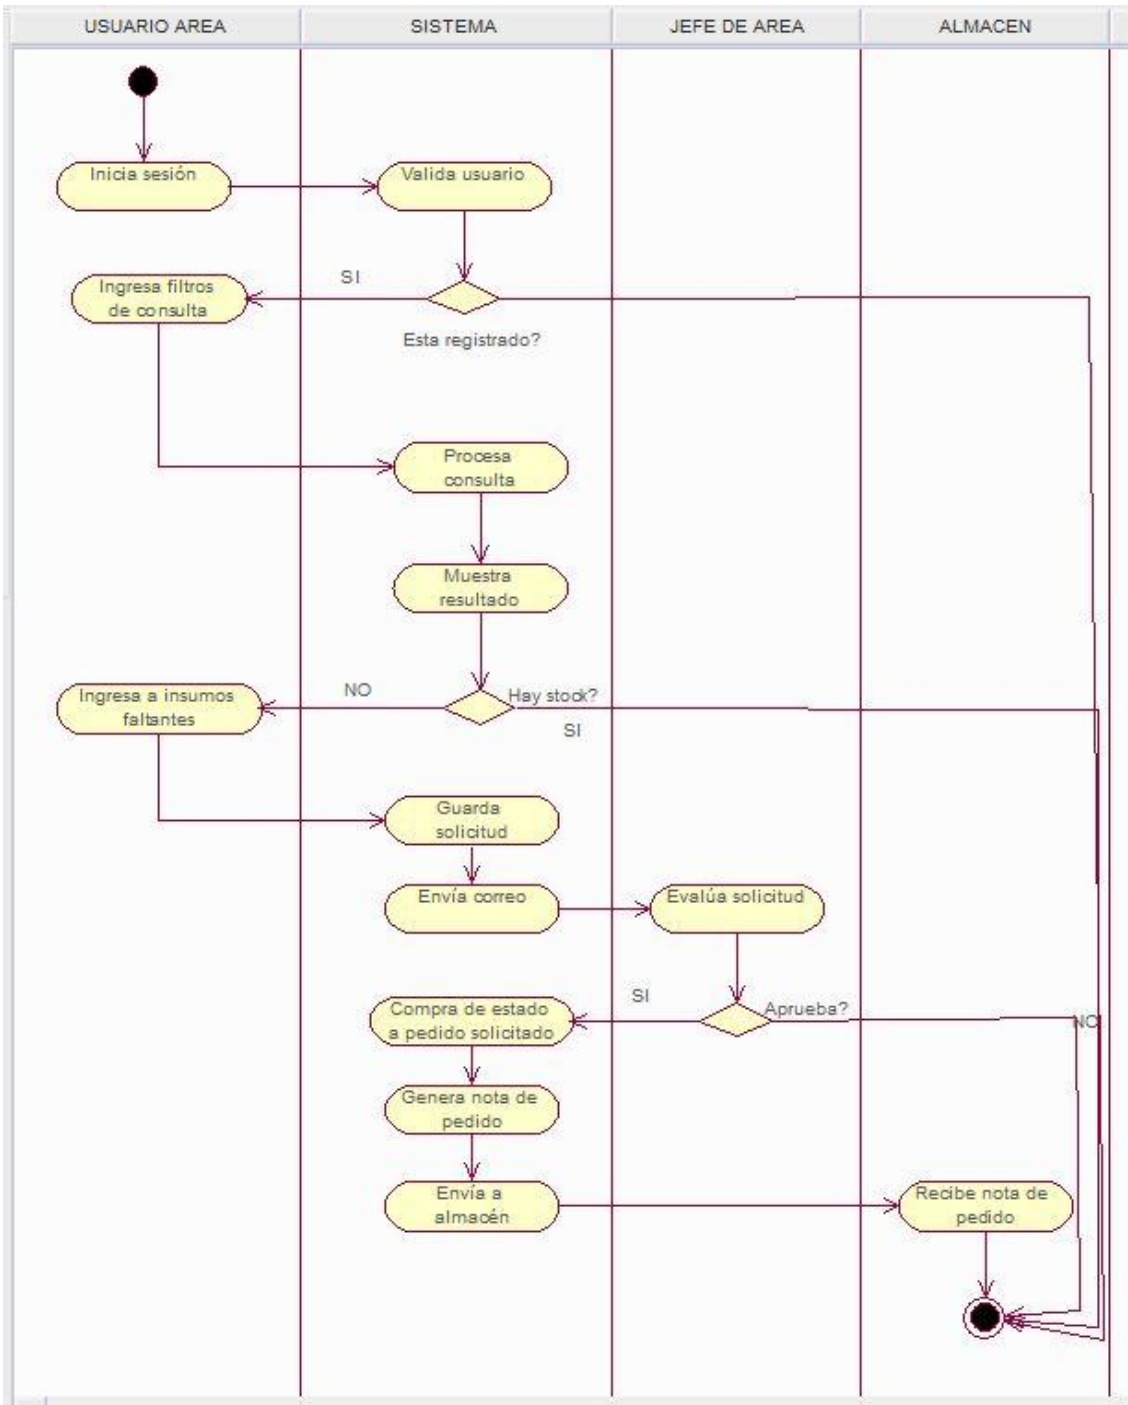 USUARIO AREA
SISTEMA
JEFE DE AREA
ALMACEN
Inicia sesión
Valida usuario
SI
Ingresa filtros
de consulta
Esta registrado?
Procesa
consulta
Muestra
resultado
Ingresa a insumos
faltantes
NO
Hay stock?
SI
Guarda
solicitud
Envía correo
Evalúa solicitud
SI
Compra de estado
a pedido solicitado
Aprueba?
NO
Genera nota de
pedido
Envía a
almacén
Recibe nota de
pedido